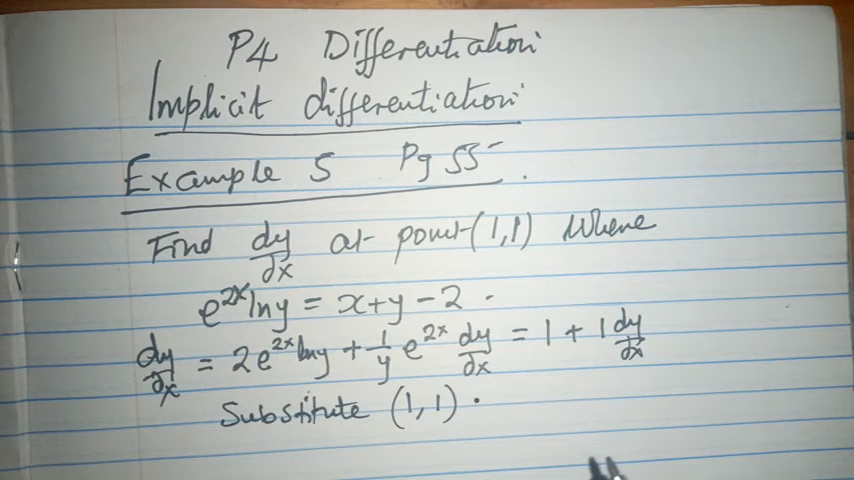 P4 Differentiation
Implicit differentiation
Example 5 Pg 55
Find dy/dx at point (1,1) Where
e^2x lny = x+y-2 .
dy/dx = 2e^2x lny + 1/y e^2x dy/dx = 1 + 1 dy/dx
Substitute (1,1) .